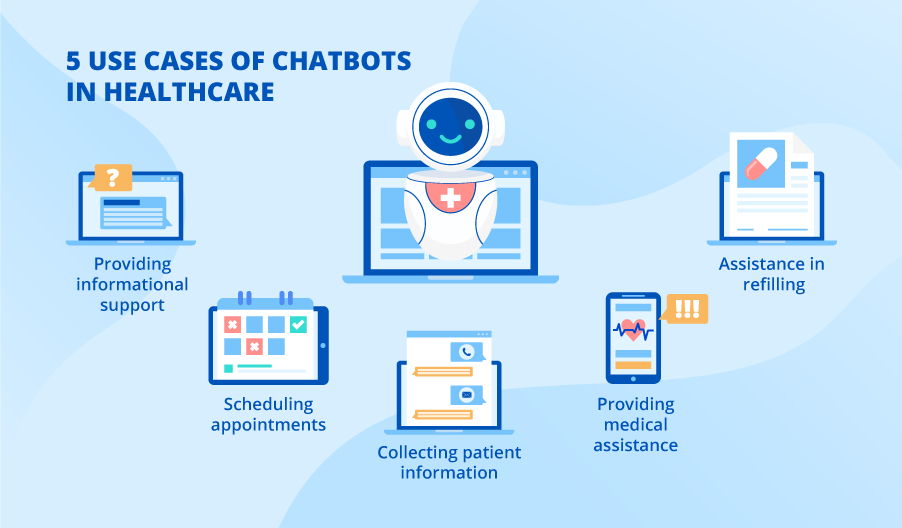 5 USE CASES OF CHATBOTS
IN HEALTHCARE
?
Providing
informational
support
Scheduling
appointments
Collecting patient
information
!!!
Providing
medical
assistance
Assistance in
refilling